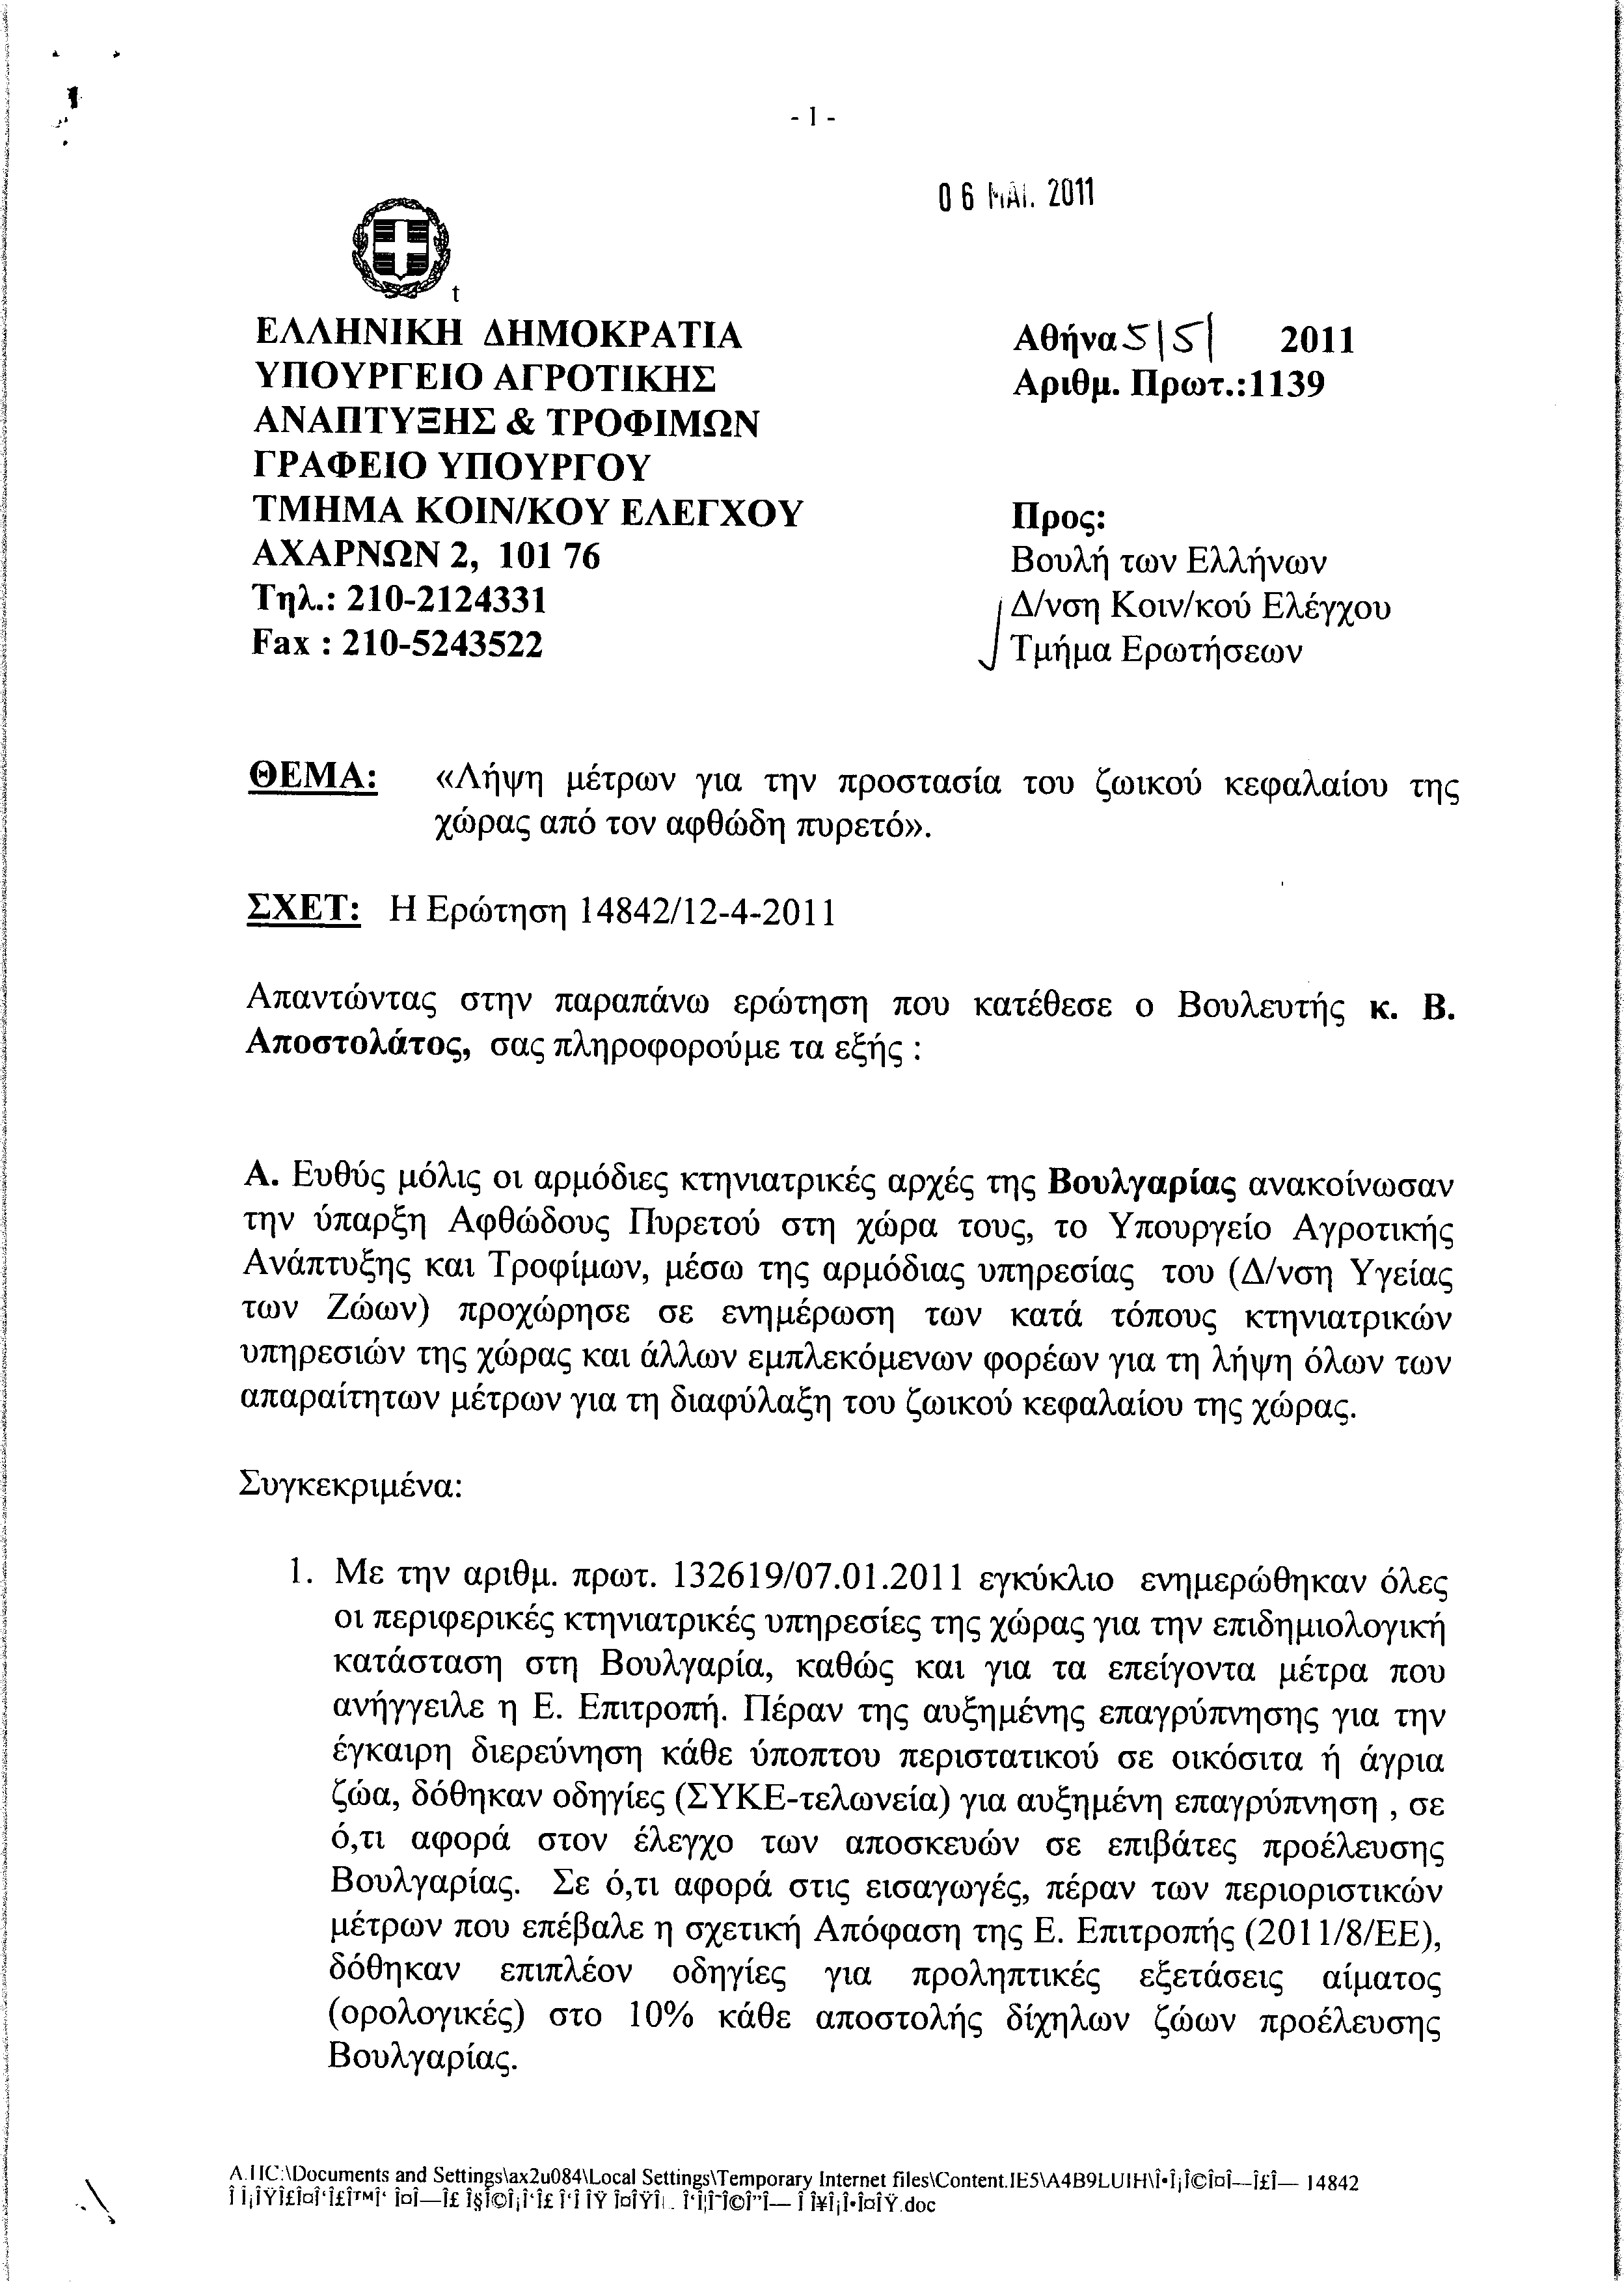 - 1 -
06 ΜΑΙ. 2011
t
ΕΛΛΗΝΙΚΗ ΔΗΜΟΚΡΑΤΙΑ
ΥΠΟΥΡΓΕΙΟ ΑΓΡΟΤΙΚΗΣ
ΑΝΑΠΤΥΞΗΣ & ΤΡΟΦΙΜΩΝ
ΓΡΑΦΕΙΟ ΥΠΟΥΡΓΟΥ
ΤΜΗΜΑ ΚΟΙΝ/ΚΟΥ ΕΛΕΓΧΟΥ
ΑΧΑΡΝΩΝ 2, 101 76
Τηλ.: 210-2124331
Fax : 210-5243522
Αθήνα 5|5| 2011
Αριθμ. Πρωτ.:1139
Προς:
Βουλή των Ελλήνων
Δ/νση Κοιν/κού Ελέγχου
Τμήμα Ερωτήσεων
ΘΕΜΑ: «Λήψη μέτρων για την προστασία του ζωικού κεφαλαίου της
χώρας από τον αφθώδη πυρετό».
ΣΧΕΤ: Η Ερώτηση 14842/12-4-2011
Απαντώντας στην παραπάνω ερώτηση που κατέθεσε ο Βουλευτής κ. Β.
Αποστολάτος, σας πληροφορούμε τα εξής :
Α. Ευθύς μόλις οι αρμόδιες κτηνιατρικές αρχές της Βουλγαρίας ανακοίνωσαν
την ύπαρξη Αφθώδους Πυρετού στη χώρα τους, το Υπουργείο Αγροτικής
Ανάπτυξης και Τροφίμων, μέσω της αρμόδιας υπηρεσίας του (Δ/νση Υγείας
των Ζώων) προχώρησε σε ενημέρωση των κατά τόπους κτηνιατρικών
υπηρεσιών της χώρας και άλλων εμπλεκόμενων φορέων για τη λήψη όλων των
απαραίτητων μέτρων για τη διαφύλαξη του ζωικού κεφαλαίου της χώρας.
Συγκεκριμένα:
1. Με την αριθμ. πρωτ. 132619/07.01.2011 εγκύκλιο ενημερώθηκαν όλες
οι περιφερικές κτηνιατρικές υπηρεσίες της χώρας για την επιδημιολογική
κατάσταση στη Βουλγαρία, καθώς και για τα επείγοντα μέτρα που
ανήγγειλε η Ε. Επιτροπή. Πέραν της αυξημένης επαγρύπνησης για την
έγκαιρη διερεύνηση κάθε ύποπτου περιστατικού σε οικόσιτα ή άγρια
ζώα, δόθηκαν οδηγίες (ΣΥΚΕ-τελωνεία) για αυξημένη επαγρύπνηση , σε
ό,τι αφορά στον έλεγχο των αποσκευών σε επιβάτες προέλευσης
Βουλγαρίας. Σε ό,τι αφορά στις εισαγωγές, πέραν των περιοριστικών
μέτρων που επέβαλε η σχετική Απόφαση της Ε. Επιτροπής (2011/8/ΕΕ),
δόθηκαν επιπλέον οδηγίες για προληπτικές εξετάσεις αίματος
(ορολογικές) στο 10% κάθε αποστολής δίχηλων ζώων προέλευσης
Βουλγαρίας.
Α.ΠC:\Documents and Settings\ax2u084\Local Settings\Temporary Internet files\Content.IE5\A4B9LUIH\ 14842
.doc